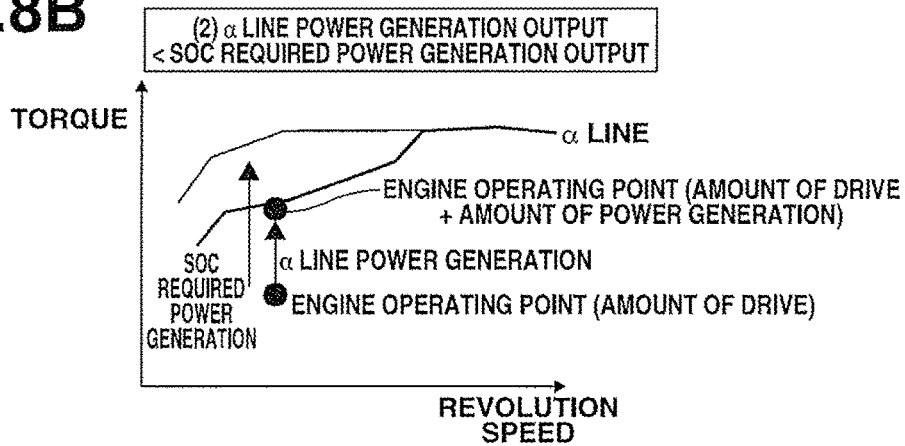 .8B
(2) α LINE POWER GENERATION OUTPUT
< SOC REQUIRED POWER GENERATION OUTPUT
TORQUE
α LINE
ENGINE OPERATING POINT (AMOUNT OF DRIVE
+ AMOUNT OF POWER GENERATION)
α LINE POWER GENERATION
SOC
REQUIRED
POWER
GENERATION
ENGINE OPERATING POINT (AMOUNT OF DRIVE)
REVOLUTION
SPEED